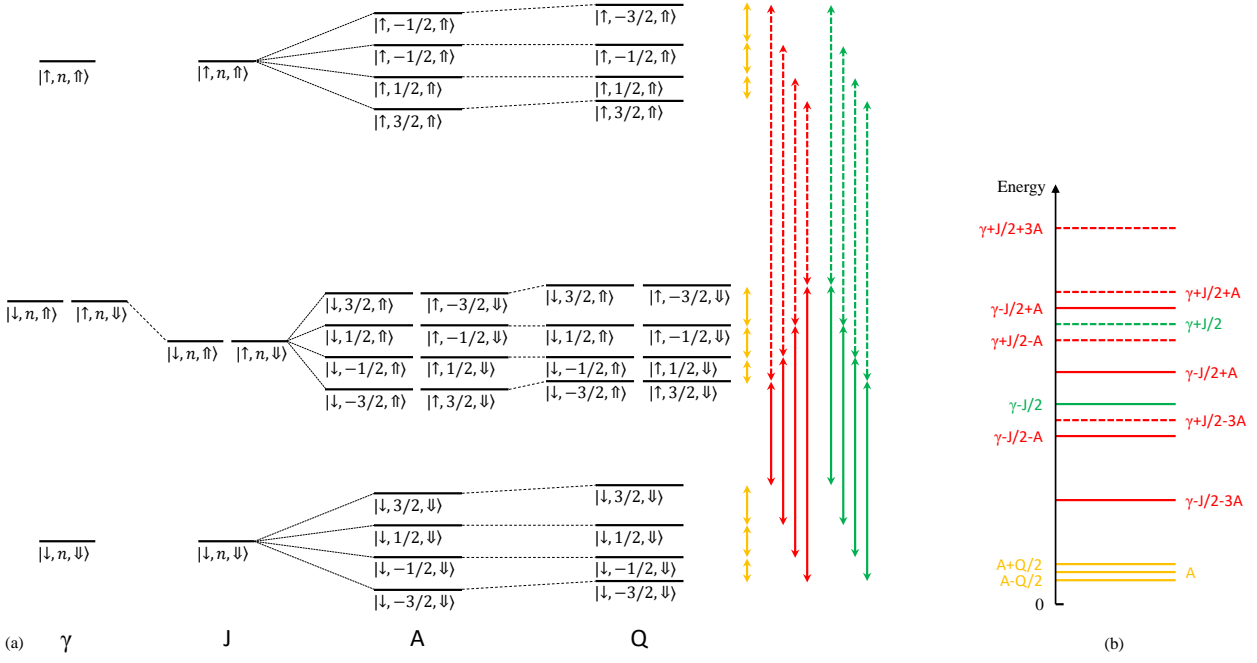 |↑, −1/2, ⇑⟩
|↑, −3/2, ⇑⟩
|↑, n, ⇑⟩
|↑, n, ⇑⟩
|↑, −1/2, ⇑⟩
|↑, −1/2, ⇑⟩
|↑, 1/2, ⇑⟩
|↑, 1/2, ⇑⟩
|↑, 3/2, ⇑⟩
|↑, 3/2, ⇑⟩
|↓, n, ⇑⟩ |↑, n, ⇓⟩
|↓, n, ⇑⟩ |↑, n, ⇓⟩
|↓, 3/2, ⇑⟩ |↑, −3/2, ⇓⟩
|↓, 3/2, ⇑⟩ |↑, −3/2, ⇓⟩
|↓, 1/2, ⇑⟩ |↑, −1/2, ⇓⟩
|↓, 1/2, ⇑⟩ |↑, −1/2, ⇓⟩
|↓, −1/2, ⇑⟩ |↑, 1/2, ⇓⟩
|↓, −1/2, ⇑⟩ |↑, 1/2, ⇓⟩
|↓, −3/2, ⇑⟩ |↑, 3/2, ⇓⟩
|↓, −3/2, ⇑⟩ |↑, 3/2, ⇓⟩
|↓, n, ⇓⟩
|↓, n, ⇓⟩
|↓, 3/2, ⇓⟩
|↓, 3/2, ⇓⟩
|↓, 1/2, ⇓⟩
|↓, 1/2, ⇓⟩
|↓, −1/2, ⇓⟩
|↓, −1/2, ⇓⟩
|↓, −3/2, ⇓⟩
|↓, −3/2, ⇓⟩
(a) γ J A Q
Energy
γ+J/2+3A
γ+J/2+A
γ-J/2+A
γ+J/2
γ+J/2-A
γ-J/2+A
γ-J/2
γ+J/2-3A
γ-J/2-A
γ-J/2-3A
A+Q/2
A
A-Q/2
0
(b)